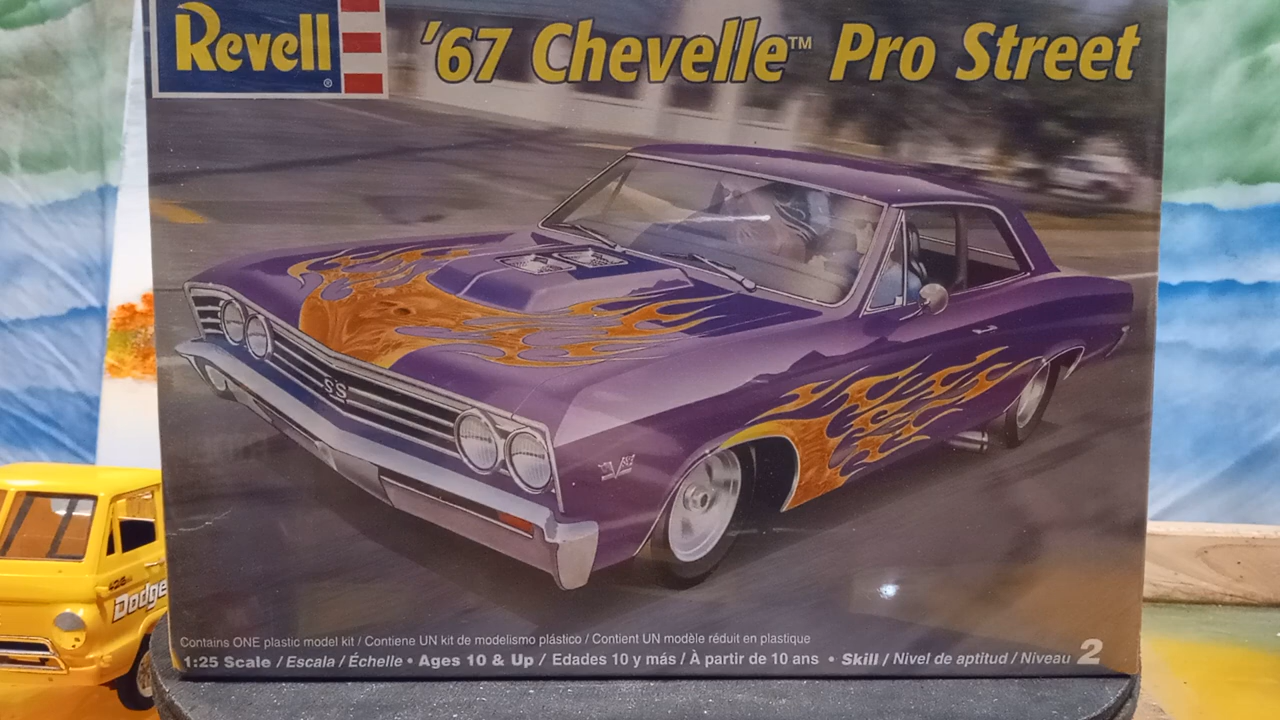 Revell®
'67 Chevelle™ Pro Street
SS
426
Dodge
Contains ONE plastic model kit / Contiene UN kit de modelismo plástico / Contient UN modèle réduit en plastique
1:25 Scale / Escala / Échelle • Ages 10 & Up / Edades 10 y más / À partir de 10 ans • Skill / Nivel de aptitud / Niveau 2